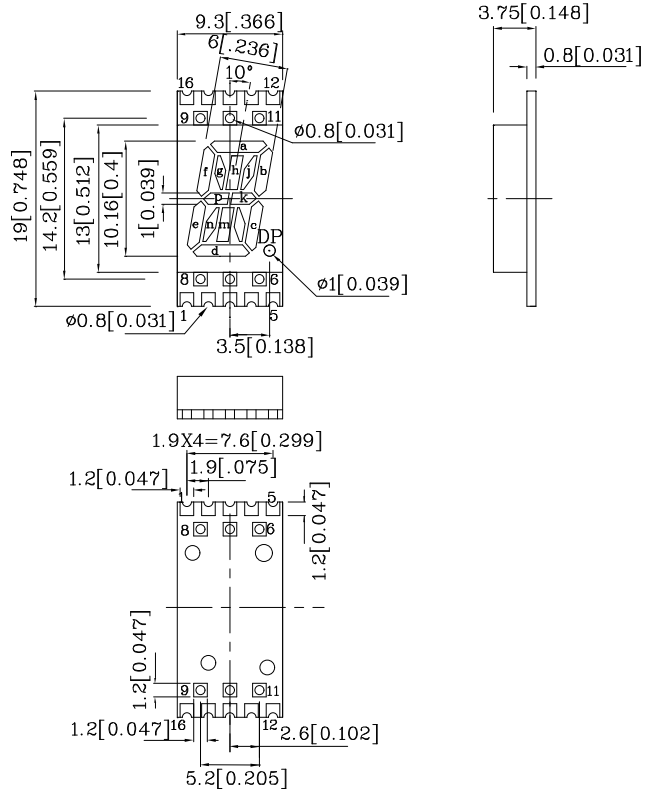 9.3[.366]
3.75[0.148]
6[.236]
0.8[0.031]
10°
16
12
9
11
ø0.8[0.031]
a
f
g
h
j
b
p
k
e
n
m
c
d
DP
19[0.748]
14.2[0.559]
13[0.512]
10.16[0.4]
1[0.039]
8
6
ø1[0.039]
1
5
ø0.8[0.031]
3.5[0.138]
1.9X4=7.6[0.299]
1.9[.075]
1.2[0.047]
5
8
6
1.2[0.047]
1.2[0.047]
9
11
16
12
1.2[0.047]
2.6[0.102]
5.2[0.205]